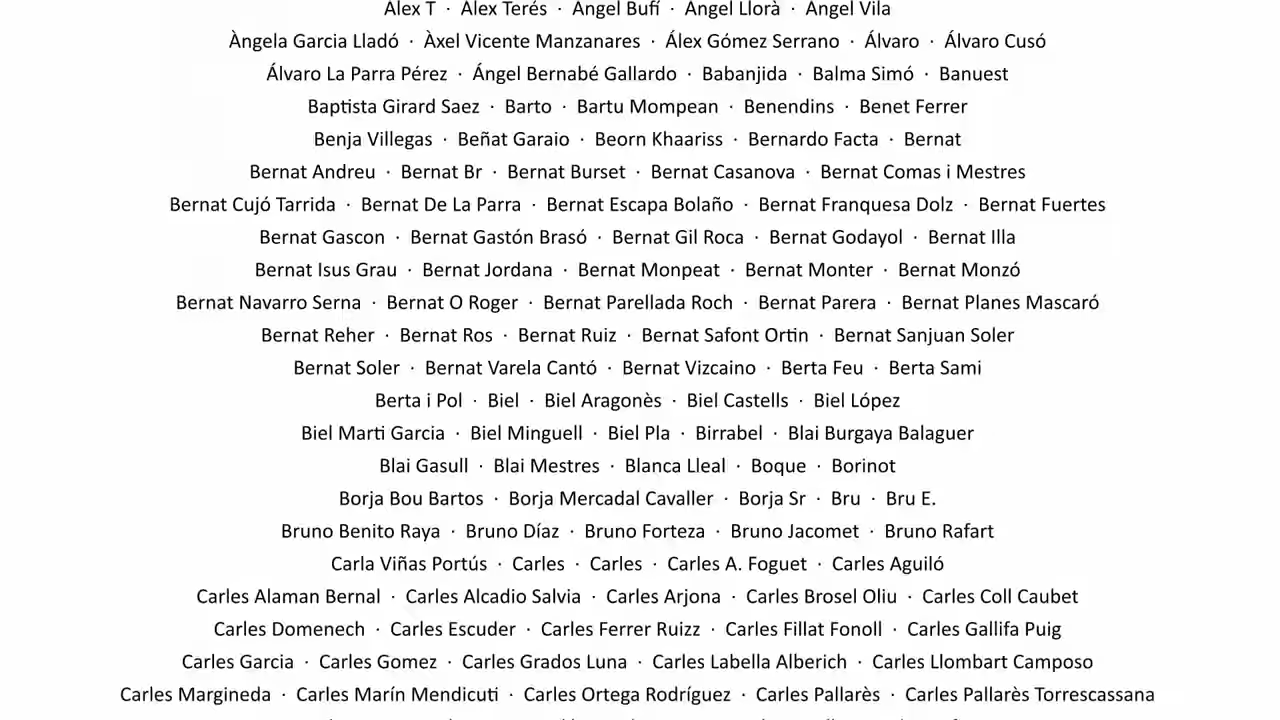 Àlex T · Àlex Terés · Àngel Bufí · Àngel Llorà · Àngel Vila
Àngela Garcia Lladó · Àxel Vicente Manzanares · Álex Gómez Serrano · Álvaro · Álvaro Cusó
Álvaro La Parra Pérez · Ángel Bernabé Gallardo · Babanjida · Balma Simó · Banuest
Baptista Girard Saez · Barto · Bartu Mompean · Benendins · Benet Ferrer
Benja Villegas · Beñat Garaio · Beorn Khaariss · Bernardo Facta · Bernat
Bernat Andreu · Bernat Br · Bernat Burset · Bernat Casanova · Bernat Comas i Mestres
Bernat Cujó Tarrida · Bernat De La Parra · Bernat Escapa Bolaño · Bernat Franquesa Dolz · Bernat Fuertes
Bernat Gascon · Bernat Gastón Brasó · Bernat Gil Roca · Bernat Godayol · Bernat Illa
Bernat Isus Grau · Bernat Jordana · Bernat Monpeat · Bernat Monter · Bernat Monzó
Bernat Navarro Serna · Bernat O Roger · Bernat Parellada Roch · Bernat Parera · Bernat Planes Mascaró
Bernat Reher · Bernat Ros · Bernat Ruiz · Bernat Safont Ortin · Bernat Sanjuan Soler
Bernat Soler · Bernat Varela Cantó · Bernat Vizcaino · Berta Feu · Berta Sami
Berta i Pol · Biel · Biel Aragonès · Biel Castells · Biel López
Biel Martí Garcia · Biel Minguell · Biel Pla · Birrabel · Blai Burgaya Balaguer
Blai Gasull · Blai Mestres · Blanca Lleal · Boque · Borinot
Borja Bou Bartos · Borja Mercadal Cavaller · Borja Sr · Bru · Bru E.
Bruno Benito Raya · Bruno Díaz · Bruno Forteza · Bruno Jacomet · Bruno Rafart
Carla Viñas Portús · Carles · Carles · Carles A. Foguet · Carles Aguiló
Carles Alaman Bernal · Carles Alcadio Salvia · Carles Arjona · Carles Brosel Oliu · Carles Coll Caubet
Carles Domenech · Carles Escuder · Carles Ferrer Ruizz · Carles Fillat Fonoll · Carles Gallifa Puig
Carles Garcia · Carles Gomez · Carles Grados Luna · Carles Labella Alberich · Carles Llombart Camposo
Carles Margineda · Carles Marín Mendicuti · Carles Ortega Rodríguez · Carles Pallarès · Carles Pallarès Torrescassana